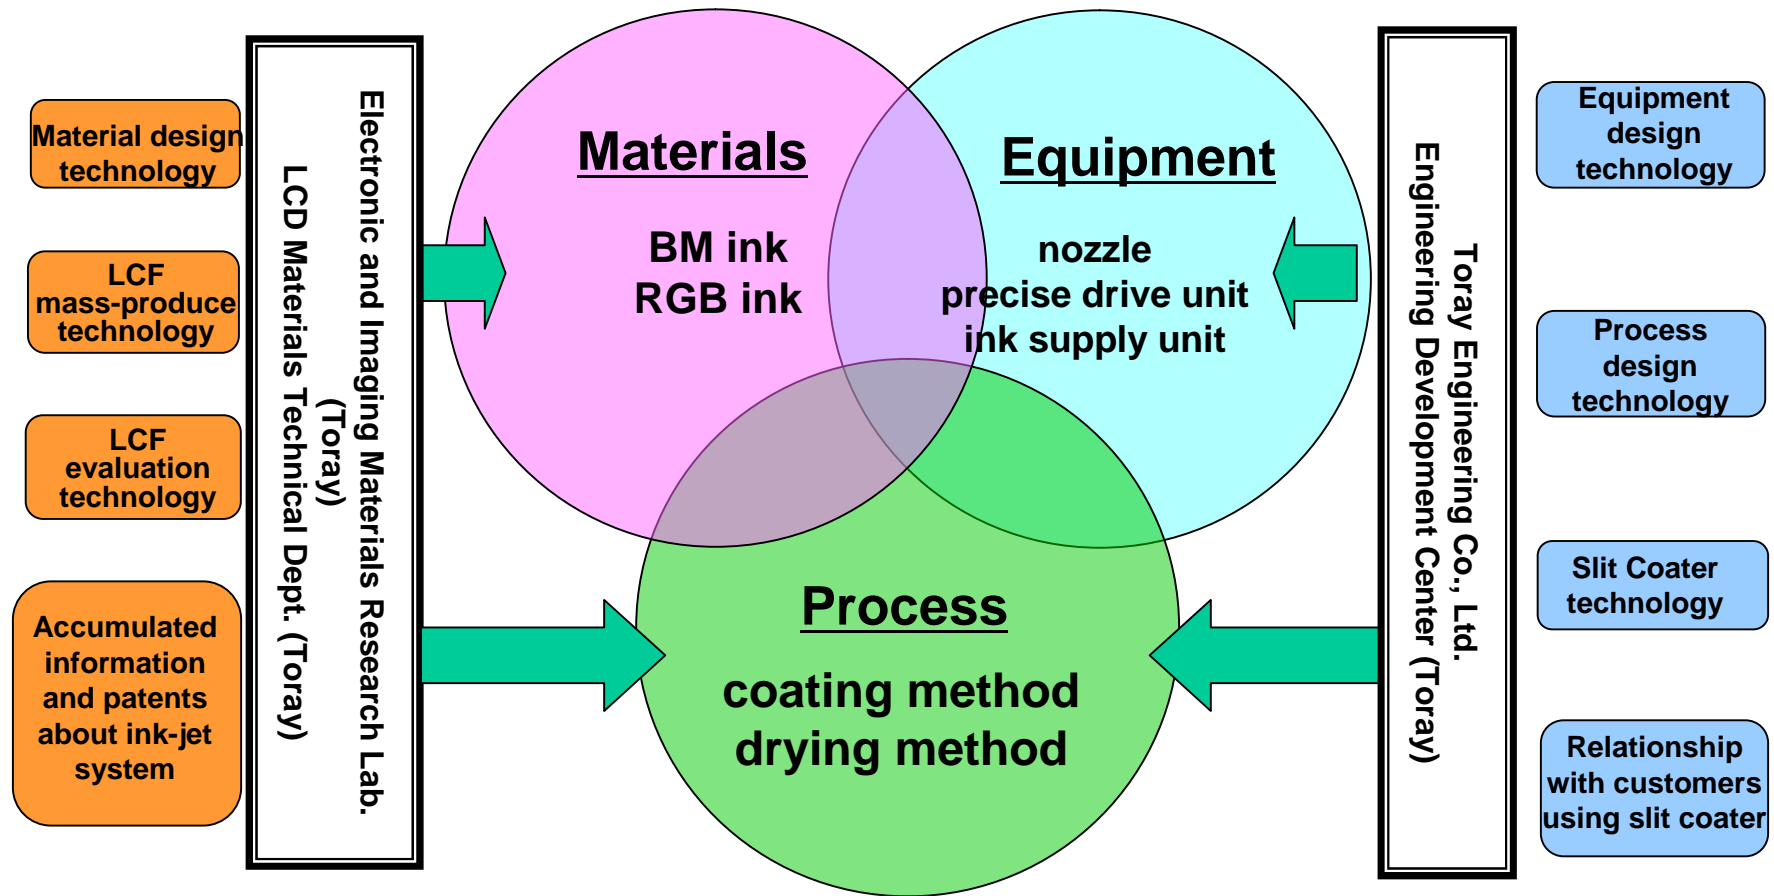 Material design
technology
LCF
mass-produce
technology
LCF
evaluation
technology
Accumulated
information
and patents
about ink-jet
system
Electronic and Imaging Materials Research Lab.
(Toray)
LCD Materials Technical Dept. (Toray)
Materials
BM ink
RGB ink
Equipment
nozzle
precise drive unit
ink supply unit
Process
coating method
drying method
Toray Engineering Co., Ltd.
Engineering Development Center (Toray)
Equipment
design
technology
Process
design
technology
Slit Coater
technology
Relationship
with customers
using slit coater